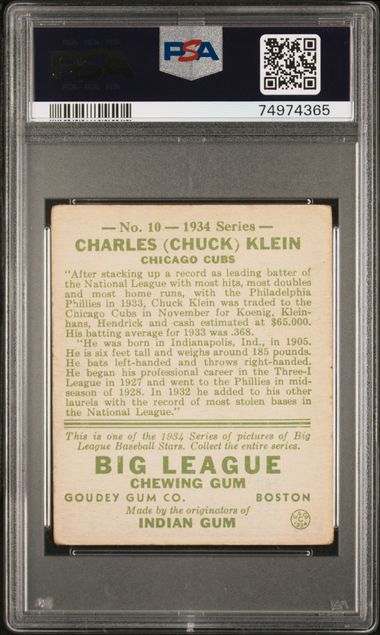 PSA
PSA
74974365
— No. 10 — 1934 Series —
CHARLES (CHUCK) KLEIN
CHICAGO CUBS
"After stacking up a record as leading batter of
the National League with most hits, most doubles
and most home runs, with the Philadelphia
Phillies in 1933, Chuck Klein was traded to the
Chicago Cubs in November for Koenig, Klein-
hans, Hendrick and cash estimated at $65.000.
His batting average for 1933 was .368.
"He was born in Indianapolis, Ind., in 1905.
He is six feet tall and weighs around 185 pounds.
He bats left-handed and throws right-handed.
He began his professional career in the Three-I
League in 1927 and went to the Phillies in mid-
season of 1928. In 1932 he added to his other
laurels with the record of most stolen bases in
the National League."
This is one of the 1934 Series of pictures of Big
League Baseball Stars. Collect the entire series.
BIG LEAGUE
CHEWING GUM
GOUDEY GUM CO. BOSTON
Made by the originators of
INDIAN GUM